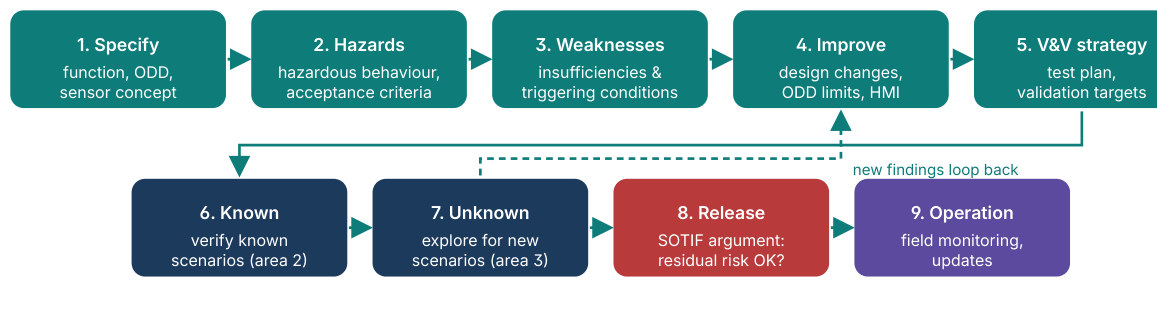 1. Specify
function, ODD,
sensor concept
2. Hazards
hazardous behaviour,
acceptance criteria
3. Weaknesses
insufficiencies &
triggering conditions
4. Improve
design changes,
ODD limits, HMI
5. V&V strategy
test plan,
validation targets
new findings loop back
6. Known
verify known
scenarios (area 2)
7. Unknown
explore for new
scenarios (area 3)
8. Release
SOTIF argument:
residual risk OK?
9. Operation
field monitoring,
updates